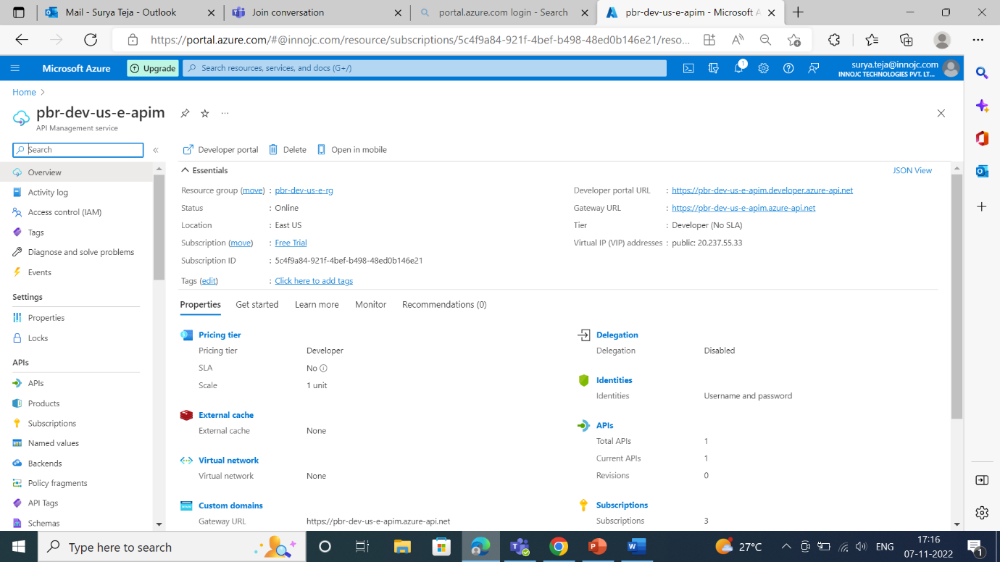 Mail - Surya Teja - Outlook
Join conversation
portal.azure.com login - Search
pbr-dev-us-e-apim - Microsoft A
https://portal.azure.com/#@innojc.com/resource/subscriptions/5c4f9a84-921f-4bef-b498-48ed0b146e21/reso...
Microsoft Azure
Upgrade
Search resources, services, and docs (G+/)
1
surya.teja@innojc.com
INNOJC TECHNOLOGIES PVT. LT...
Home >
pbr-dev-us-e-apim
API Management service
Search
«
Developer portal
Delete
Open in mobile
Overview
Activity log
Access control (IAM)
Tags
Diagnose and solve problems
Events
Settings
Properties
Locks
APIs
APIs
Products
Subscriptions
Named values
Backends
Policy fragments
API Tags
Schemas
Essentials
JSON View
Resource group (move) : pbr-dev-us-e-rg
Status : Online
Location : East US
Subscription (move) : Free Trial
Subscription ID : 5c4f9a84-921f-4bef-b498-48ed0b146e21
Tags (edit) : Click here to add tags
Developer portal URL : https://pbr-dev-us-e-apim.developer.azure-api.net
Gateway URL : https://pbr-dev-us-e-apim.azure-api.net
Tier : Developer (No SLA)
Virtual IP (VIP) addresses : public: 20.237.55.33
Properties
Get started
Learn more
Monitor
Recommendations (0)
Pricing tier
Pricing tier Developer
SLA No
Scale 1 unit
External cache
External cache None
Virtual network
Virtual network None
Custom domains
Gateway URL https://pbr-dev-us-e-apim.azure-api.net
Delegation
Delegation Disabled
Identities
Identities Username and password
APIs
Total APIs 1
Current APIs 1
Revisions 0
Subscriptions
Subscriptions 3
Type here to search
27°C
ENG
17:16
07-11-2022
1